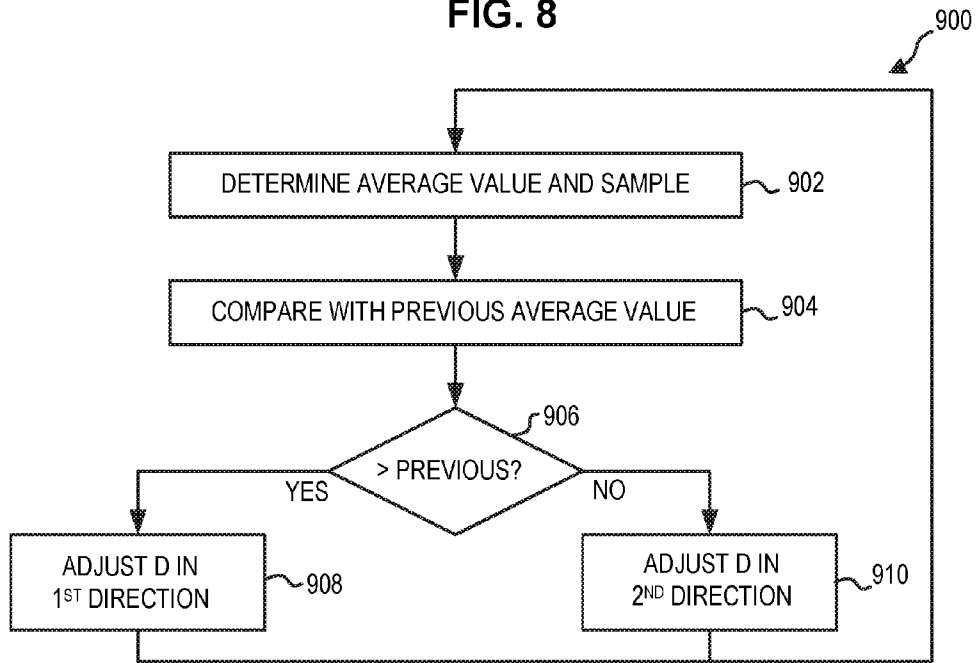 FIG. 8
900
DETERMINE AVERAGE VALUE AND SAMPLE
902
COMPARE WITH PREVIOUS AVERAGE VALUE
904
906
> PREVIOUS?
YES
NO
ADJUST D IN
1ST DIRECTION
908
ADJUST D IN
2ND DIRECTION
910